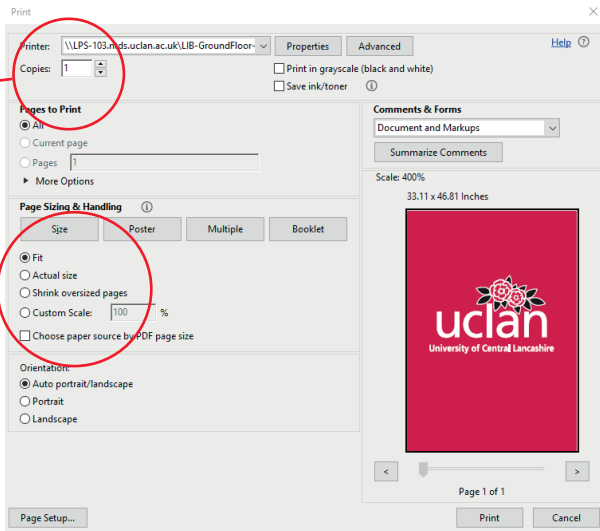 Print
Printer: \\LPS-103.mds.uclan.ac.uk\LIB-GroundFloor- Properties Advanced Help
Copies: 1 Print in grayscale (black and white)
Save ink/toner
Pages to Print
All
Current page
Pages 1
More Options
Page Sizing & Handling
Size Poster Multiple Booklet
Fit
Actual size
Shrink oversized pages
Custom Scale: 100 %
Choose paper source by PDF page size
Orientation:
Auto portrait/landscape
Portrait
Landscape
Comments & Forms
Document and Markups
Summarize Comments
Scale: 400%
33.11 x 46.81 Inches
uclan
University of Central Lancashire
< >
Page 1 of 1
Page Setup... Print Cancel